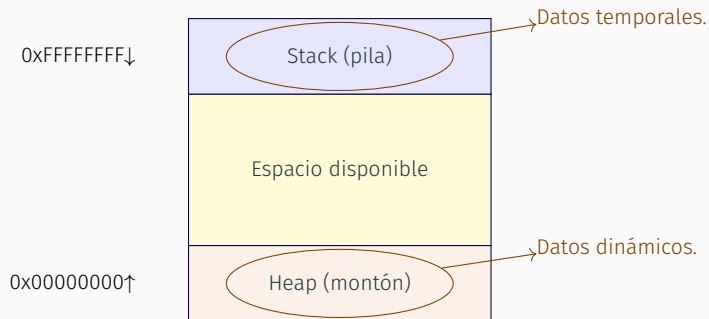 Datos temporales.
0xFFFFFFFF↓
Stack (pila)
Espacio disponible
Datos dinámicos.
0x00000000↑
Heap (montón)